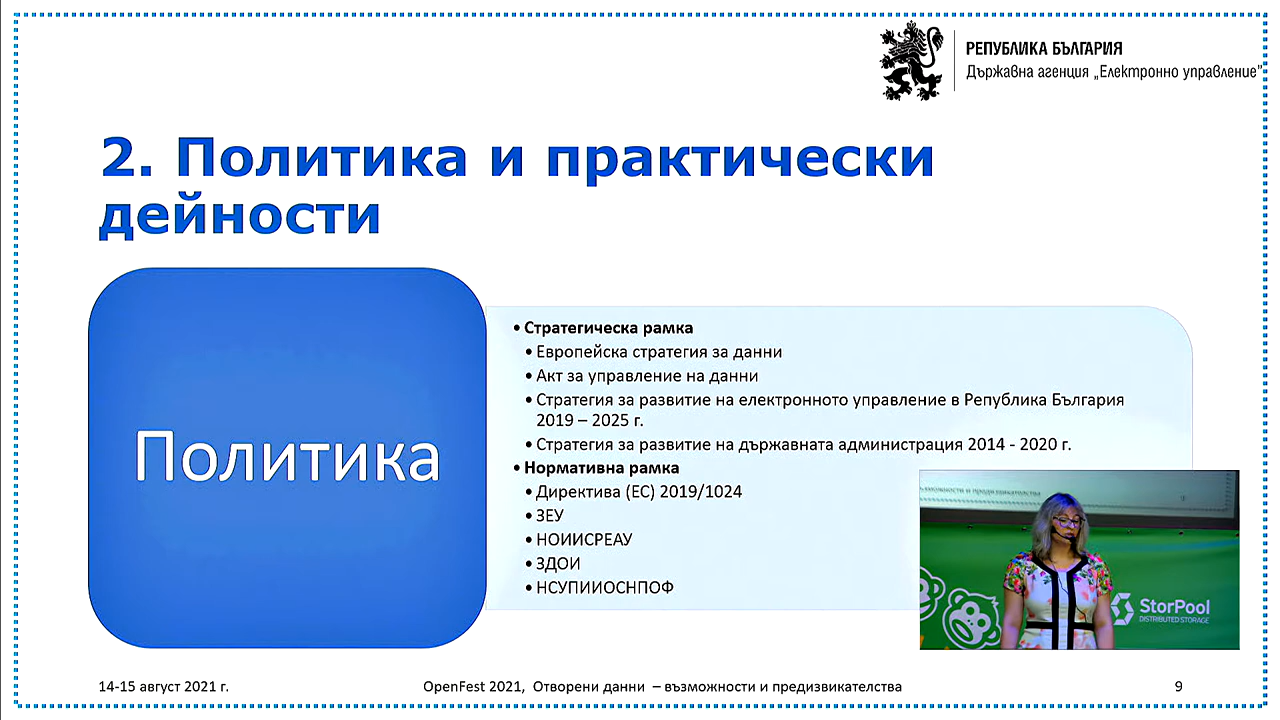 РЕПУБЛИКА БЪЛГАРИЯ
Държавна агенция „Електронно управление”
2. Политика и практически
дейности
Политика
• Стратегическа рамка
• Европейска стратегия за данни
• Акт за управление на данни
• Стратегия за развитие на електронното управление в Република България
2019 – 2025 г.
• Стратегия за развитие на държавната администрация 2014 - 2020 г.
• Нормативна рамка
• Директива (ЕС) 2019/1024
• ЗЕУ
• НОИИСРЕАУ
• ЗДОИ
• НСУПИИОСНПОФ
StorPool
DISTRIBUTED STORAGE
14-15 август 2021 г.
OpenFest 2021, Отворени данни – възможности и предизвикателства
9